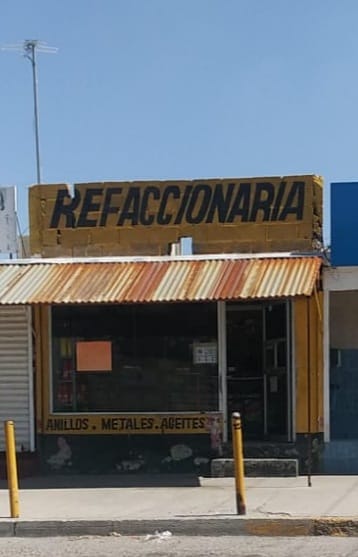 REFACCIONARIA
ANILLOS . METALES . ACEITES